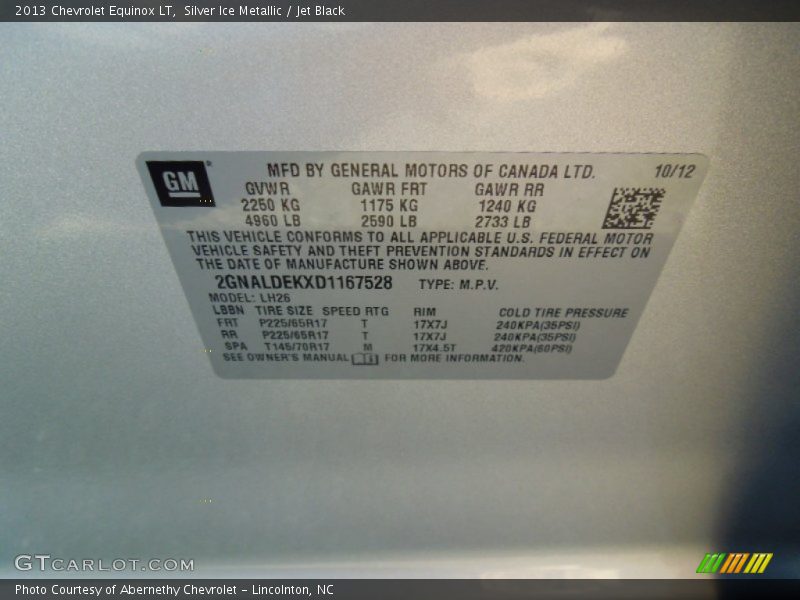 2013 Chevrolet Equinox LT,  Silver Ice Metallic / Jet Black
GM
MFD BY GENERAL MOTORS OF CANADA LTD. 10/12
GVWR GAWR FRT GAWR RR
2250 KG 1175 KG 1240 KG
4960 LB 2590 LB 2733 LB
THIS VEHICLE CONFORMS TO ALL APPLICABLE U.S. FEDERAL MOTOR
VEHICLE SAFETY AND THEFT PREVENTION STANDARDS IN EFFECT ON
THE DATE OF MANUFACTURE SHOWN ABOVE.
2GNALDEKXD1167528 TYPE: M.P.V.
MODEL: LH26
LBBN TIRE SIZE SPEED RTG RIM COLD TIRE PRESSURE
FRT P225/65R17 T 17X7J 240KPA(35PSI)
RR P225/65R17 T 17X7J 240KPA(35PSI)
SPA T145/70R17 M 17X4.5T 420KPA(60PSI)
SEE OWNER'S MANUAL FOR MORE INFORMATION.
GTCARLOT.COM
Photo Courtesy of Abernethy Chevrolet – Lincolnton, NC